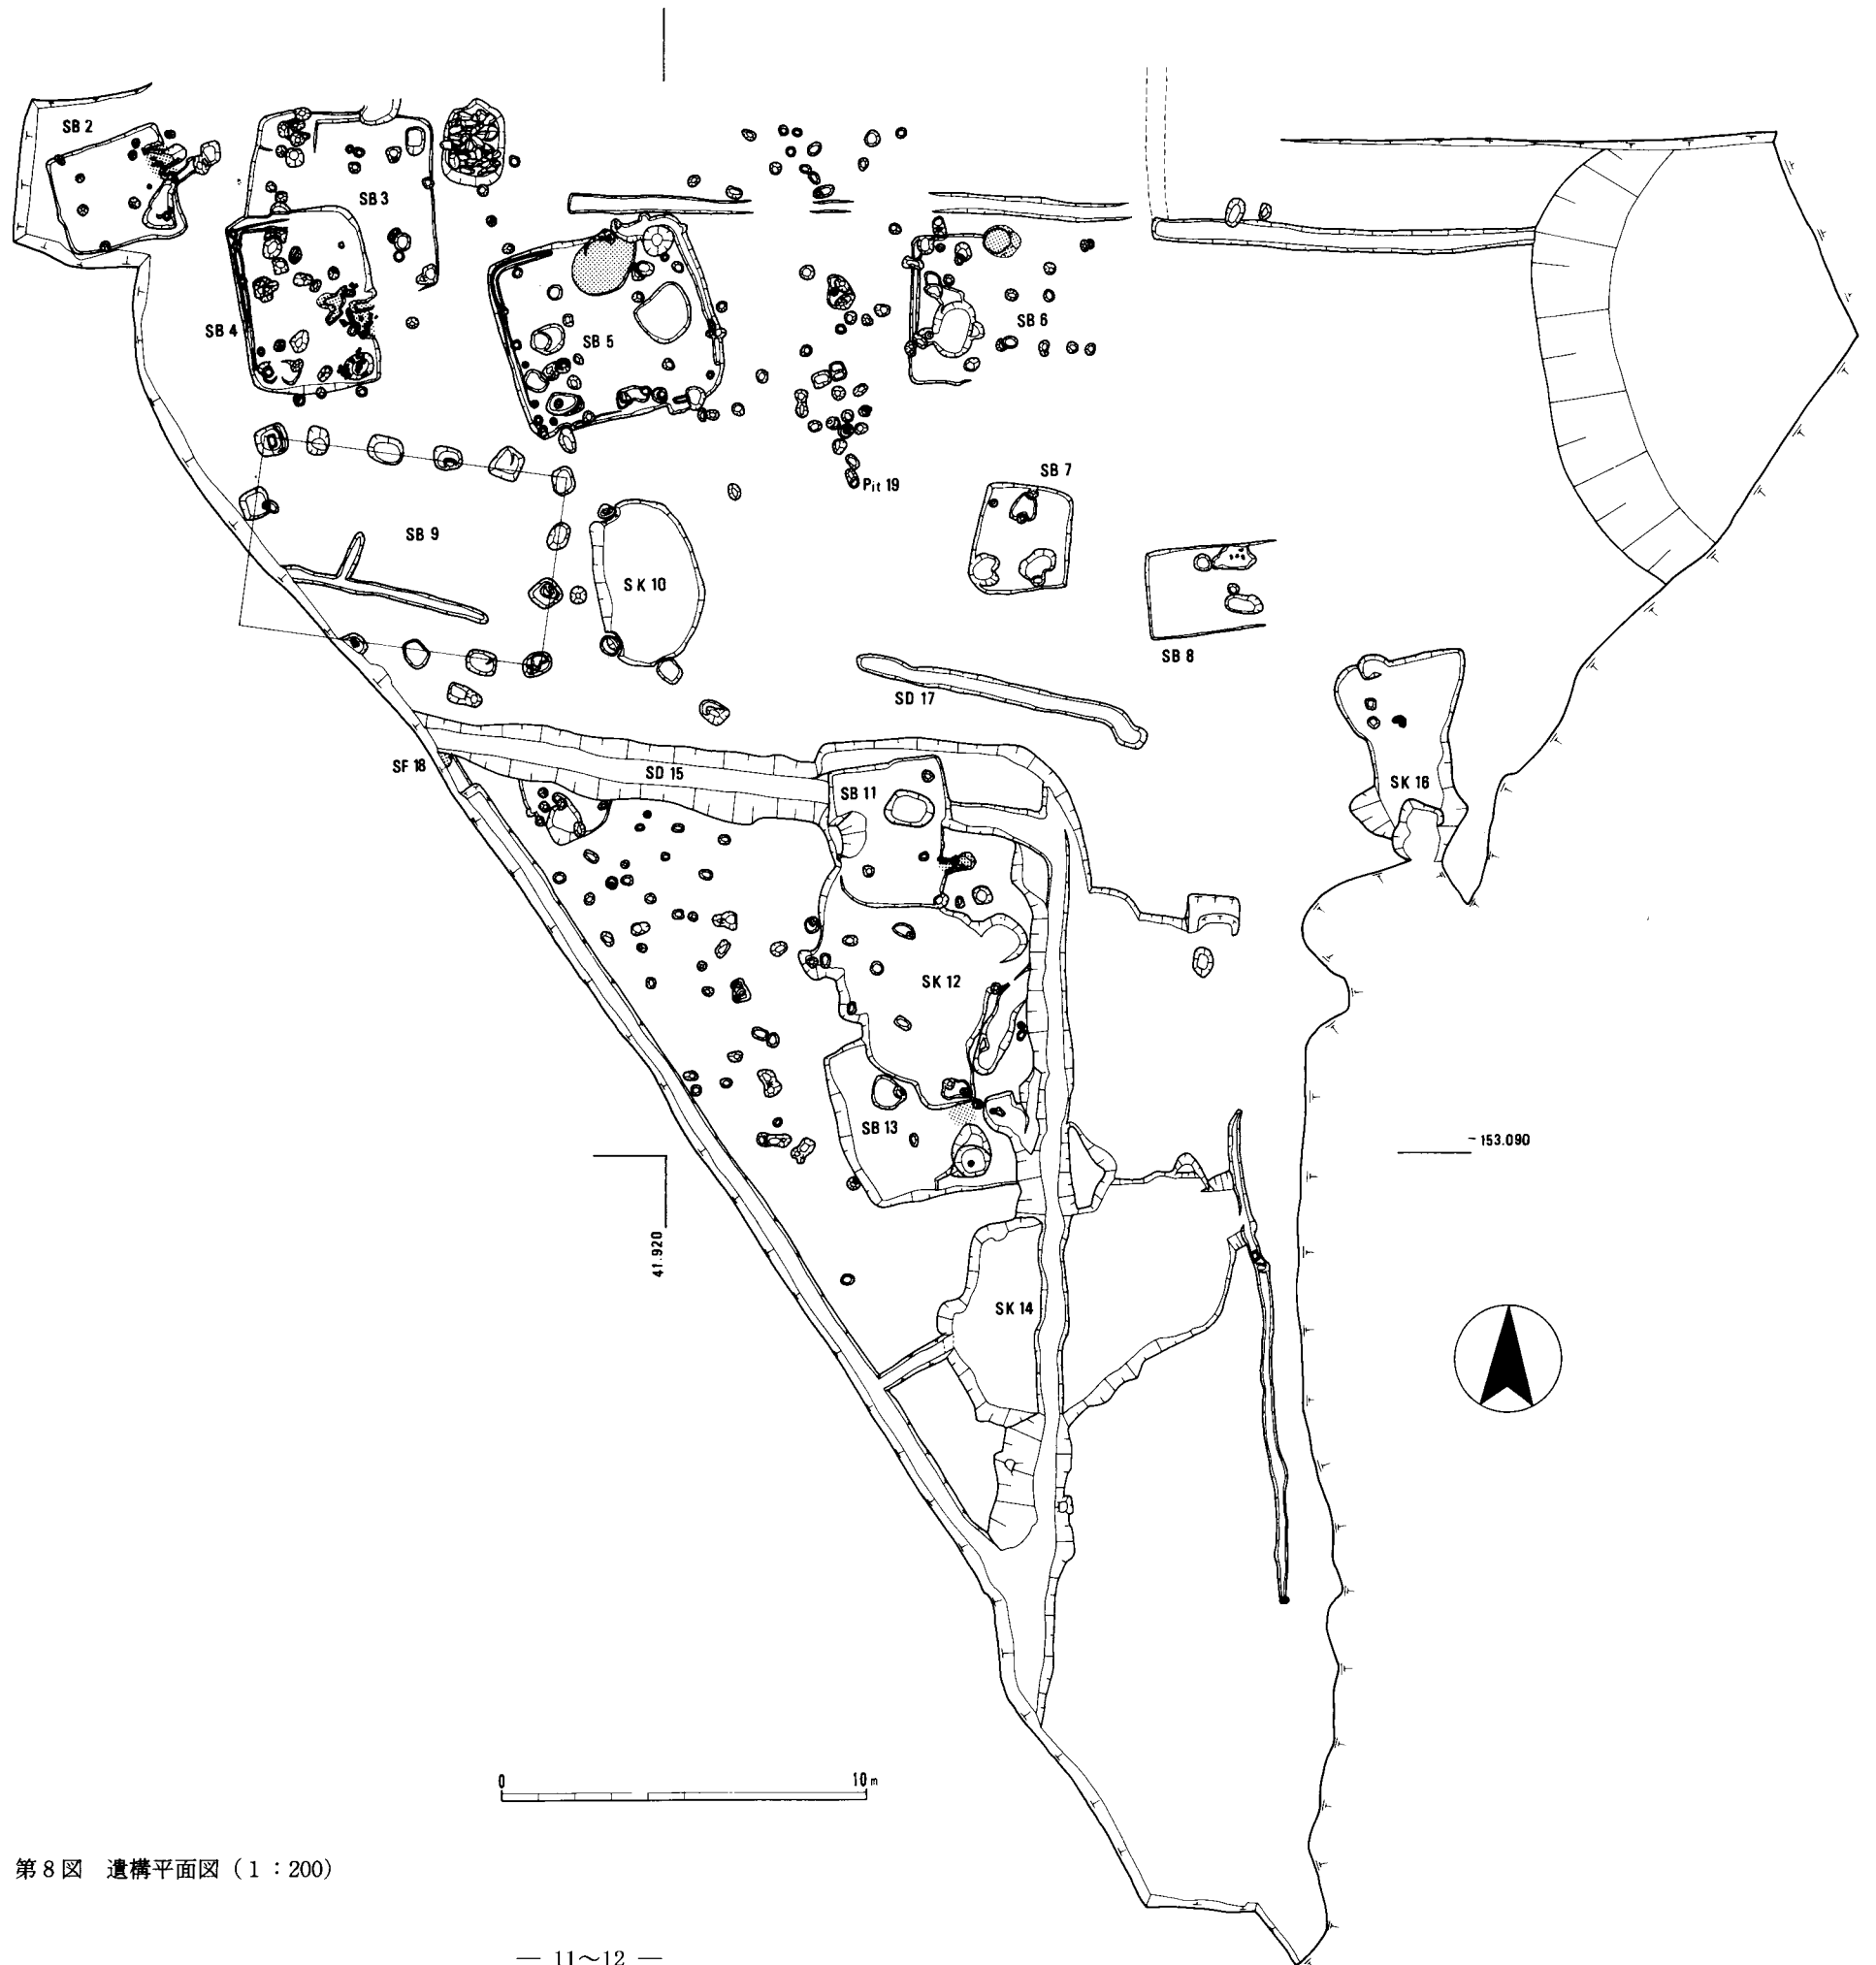 SB 2
SB 3
SB 4
SB 5
SB 6
Pit 19
SB 7
SB 9
SK 10
SB 8
SD 17
SF 18
SD 15
SB 11
SK 16
SK 12
SB 13
-153.090
41.920
SK 14
0 10m
第8図 遺構平面図(1:200)
— 11~12 —